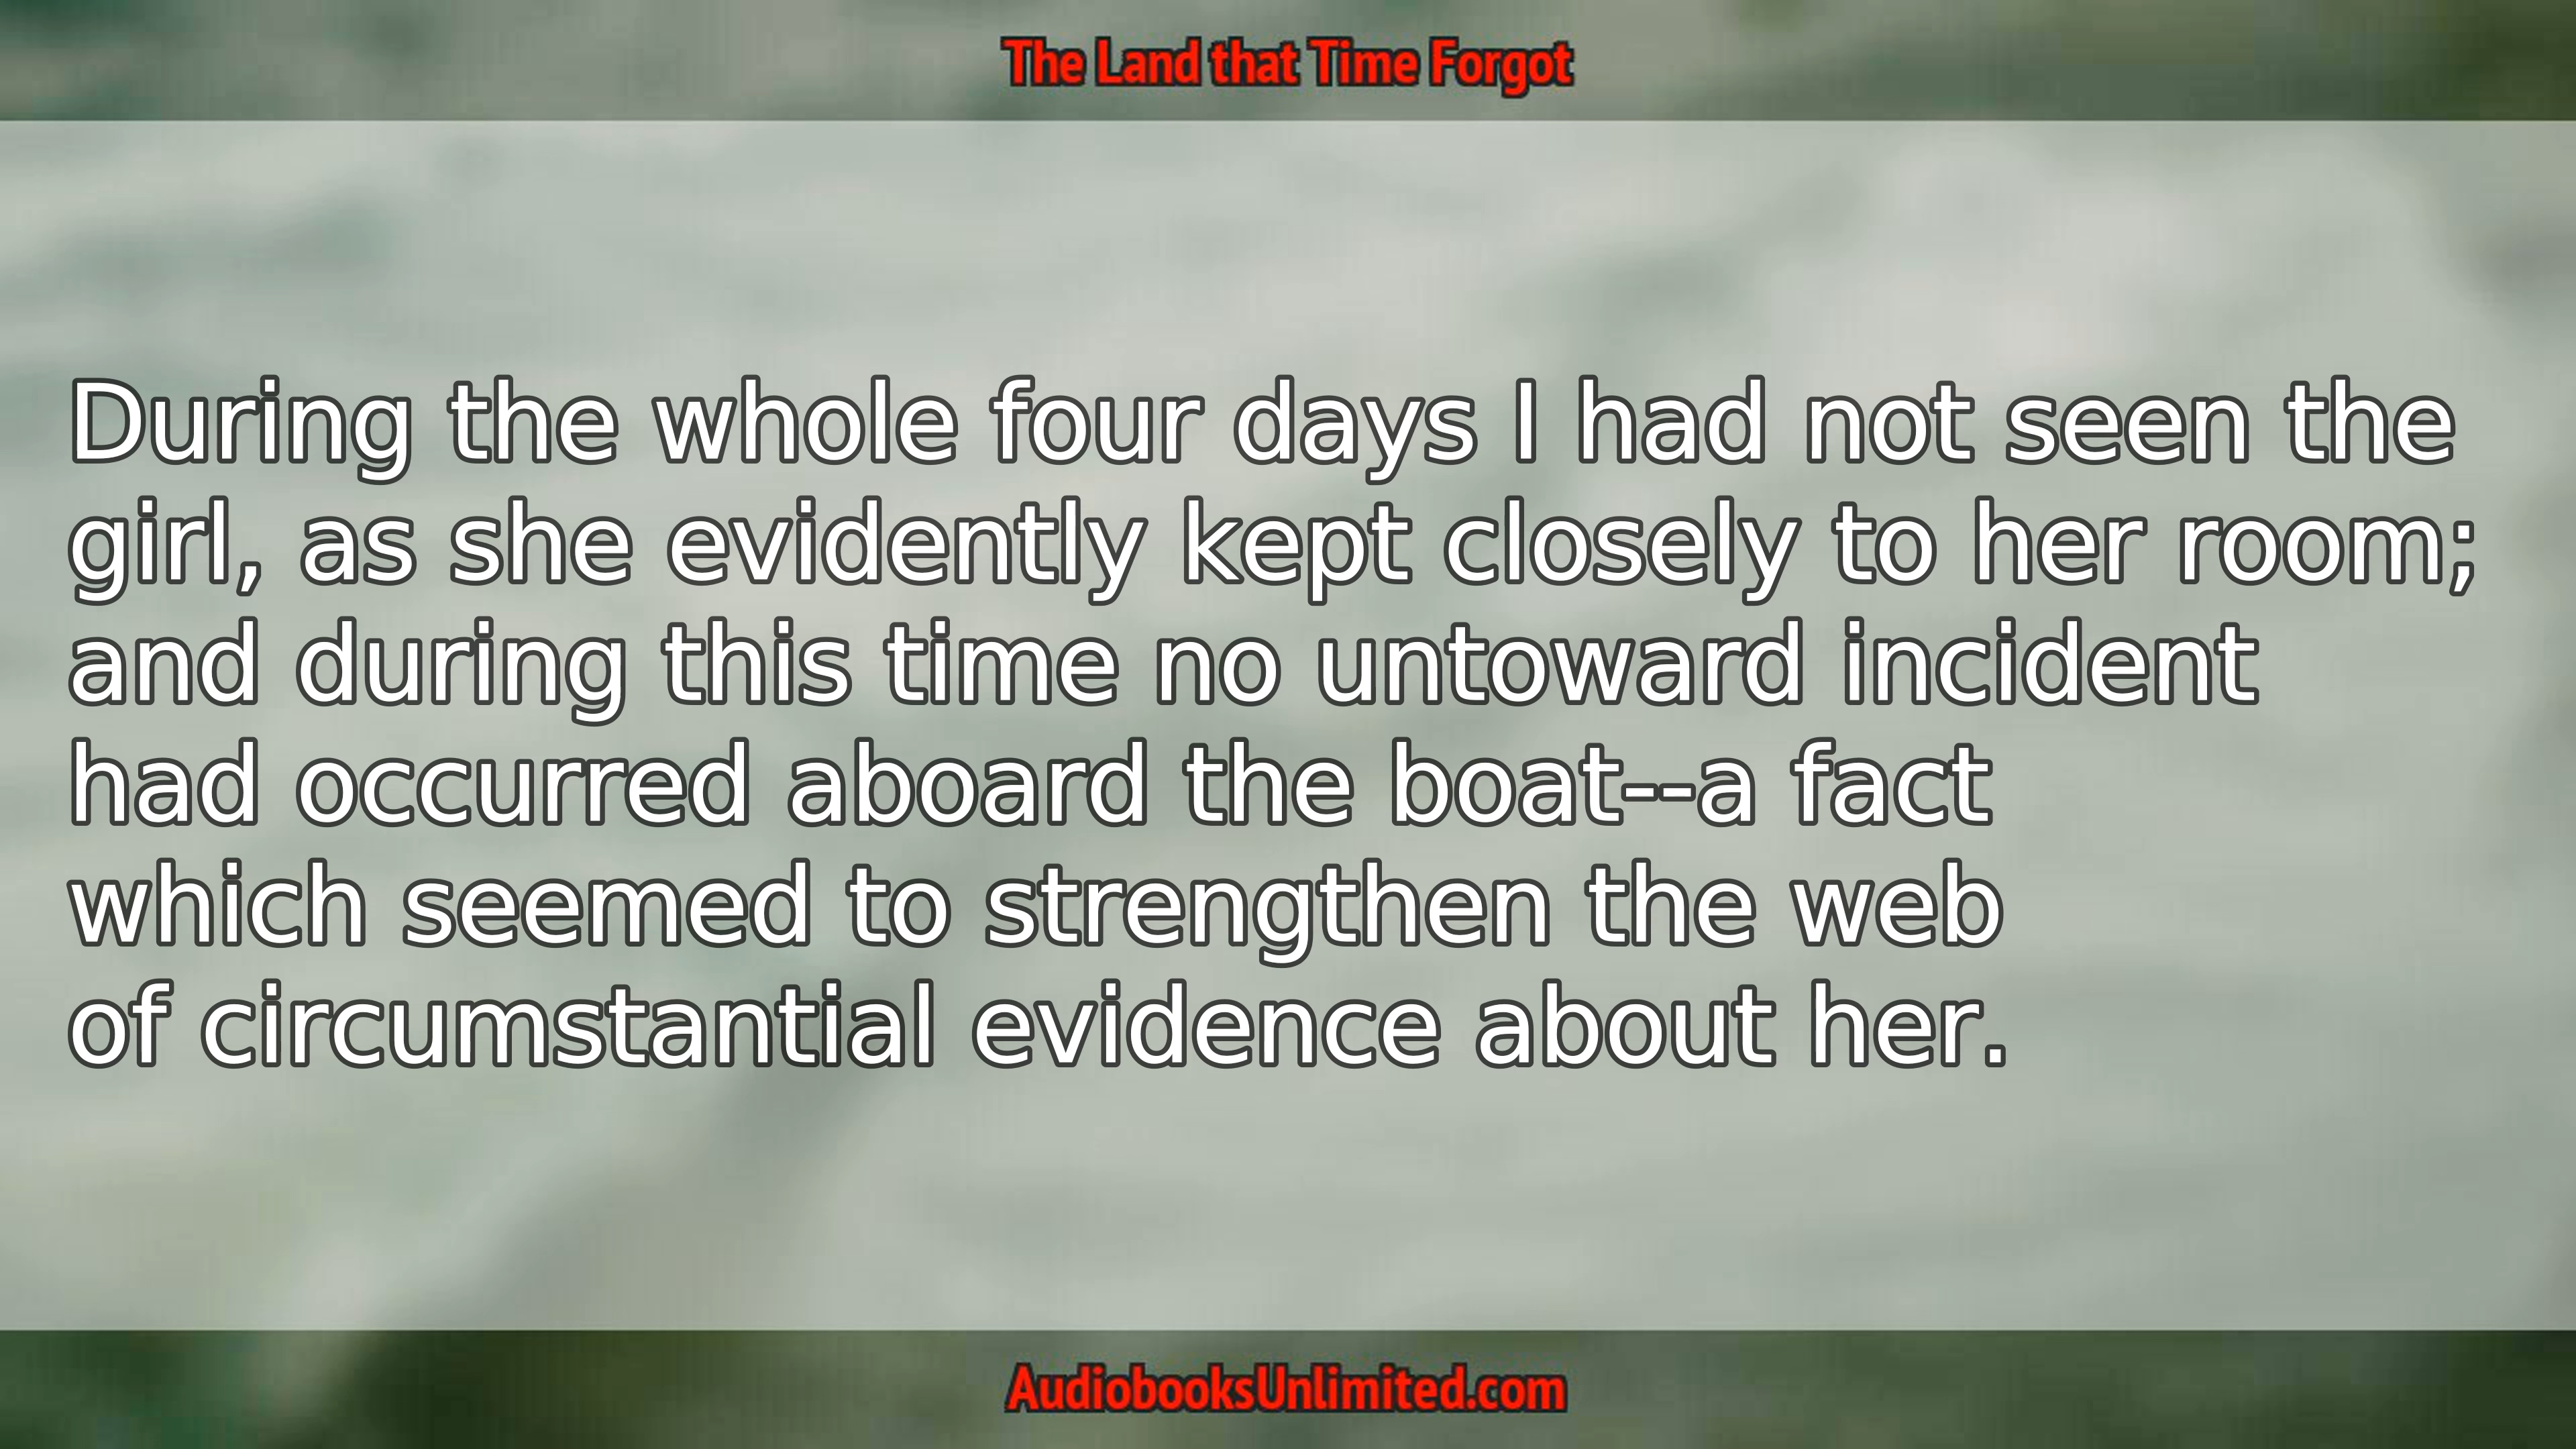 The Land that Time Forgot
During the whole four days I had not seen the
girl, as she evidently kept closely to her room;
and during this time no untoward incident
had occurred aboard the boat--a fact
which seemed to strengthen the web
of circumstantial evidence about her.
AudiobooksUnlimited.com